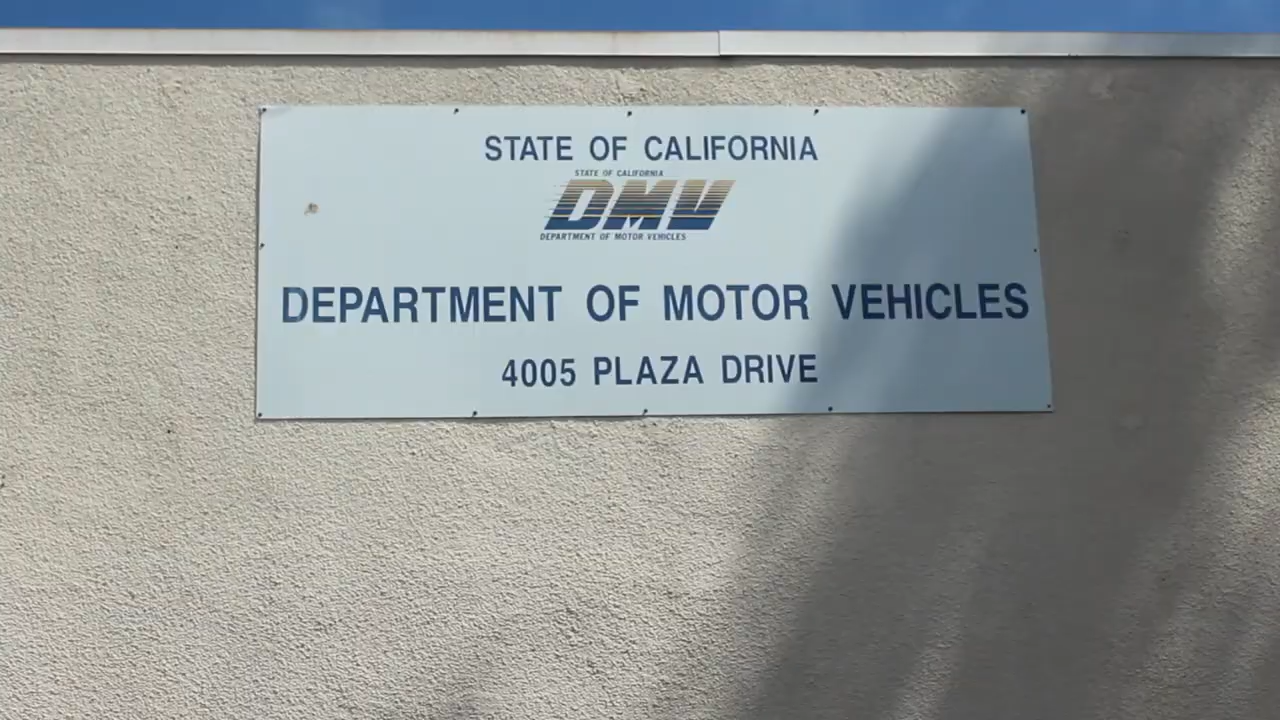 STATE OF CALIFORNIA
STATE OF CALIFORNIA
DMV
DEPARTMENT OF MOTOR VEHICLES
DEPARTMENT OF MOTOR VEHICLES
4005 PLAZA DRIVE